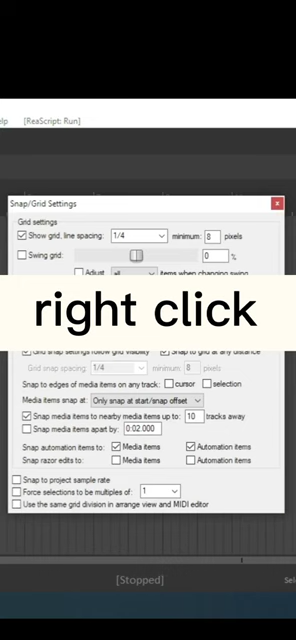 elp [ReaScript: Run]
Snap/Grid Settings
Grid settings
Show grid, line spacing: 1/4 minimum: 8 pixels
Swing grid: 0 %
Adjust all items when changing swing
right click
Grid snap settings follow grid visibility Snap to grid at any distance
Grid snap spacing: 1/4 minimum: 8 pixels
Snap to edges of media items on any track: cursor selection
Media items snap at: Only snap at start/snap offset
Snap media items to nearby media items up to: 10 tracks away
Snap media items apart by: 0:02.000
Snap automation items to: Media items Automation items
Snap razor edits to: Media items Automation items
Snap to project sample rate
Force selections to be multiples of: 1
Use the same grid division in arrange view and MIDI editor
[Stopped] Sel